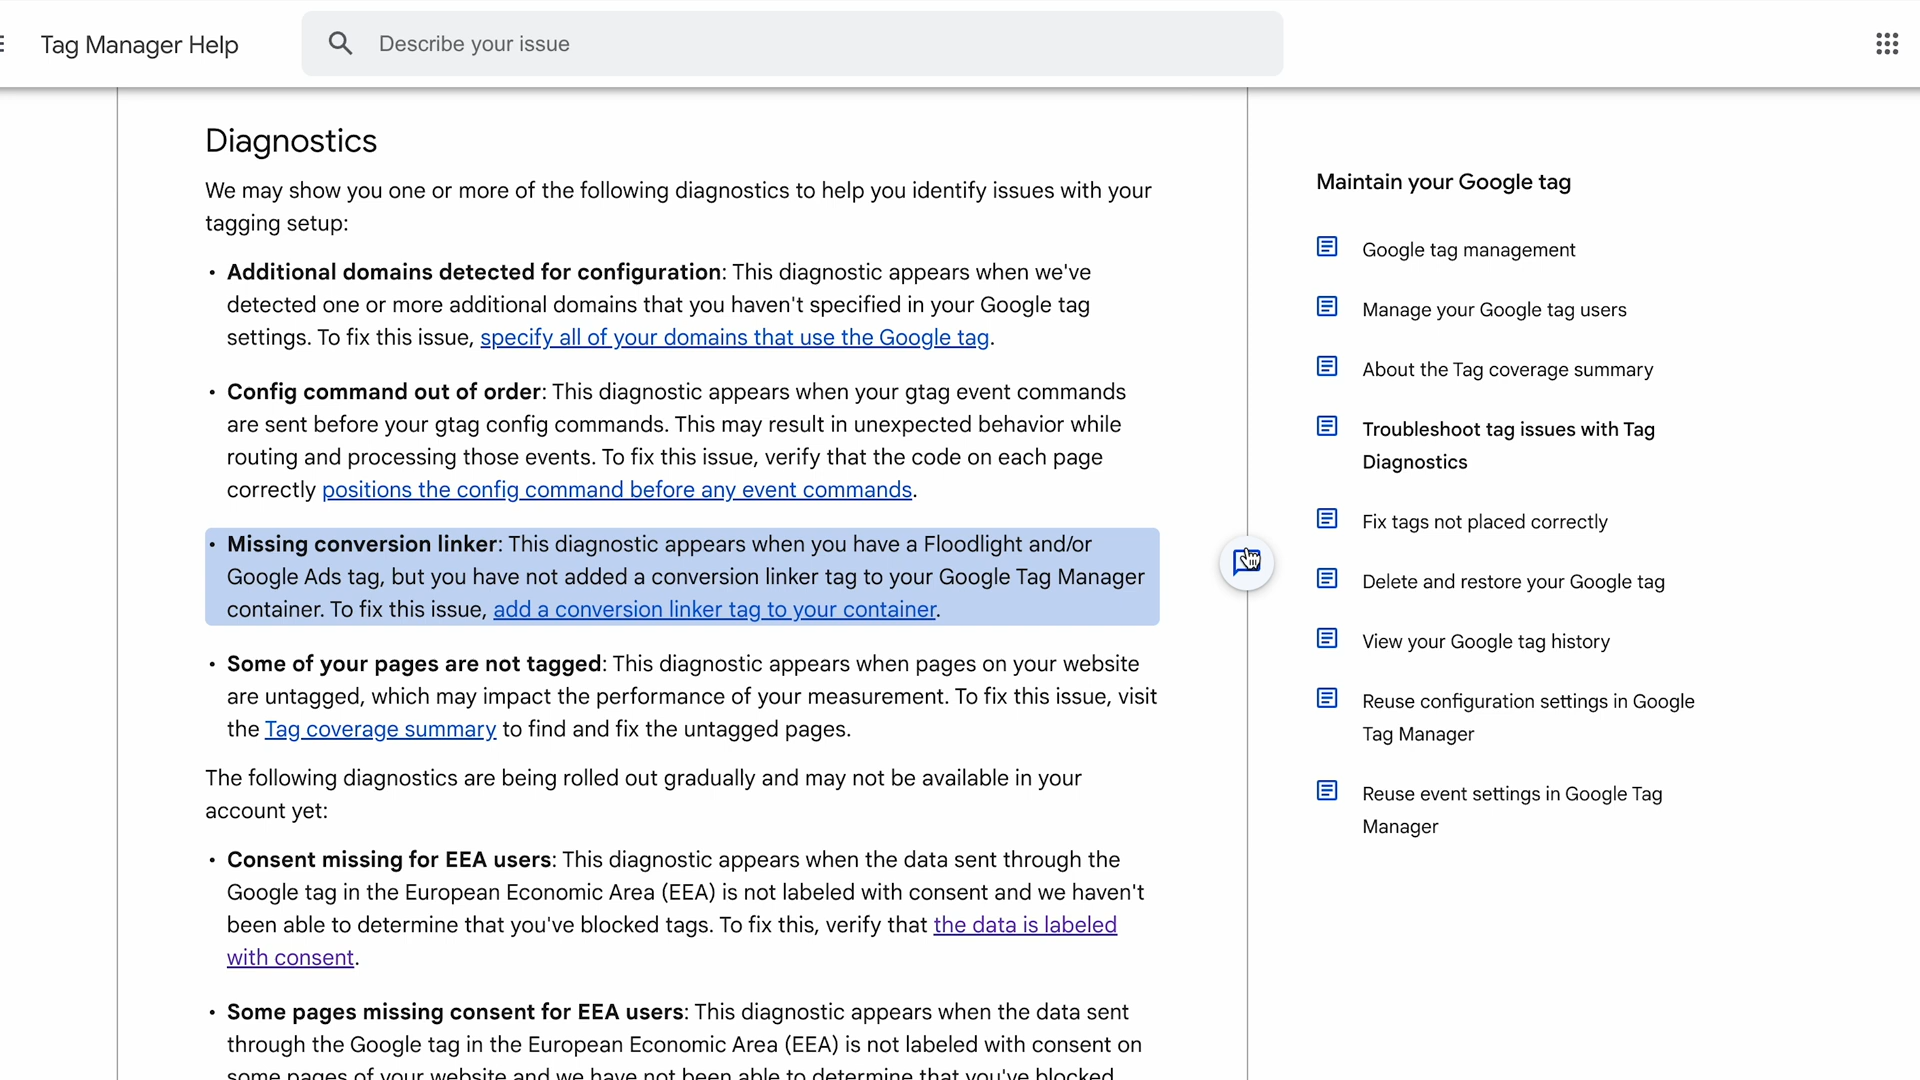 Tag Manager Help
Describe your issue
Diagnostics
We may show you one or more of the following diagnostics to help you identify issues with your
tagging setup:
• Additional domains detected for configuration: This diagnostic appears when we've
detected one or more additional domains that you haven't specified in your Google tag
settings. To fix this issue, specify all of your domains that use the Google tag.
• Config command out of order: This diagnostic appears when your gtag event commands
are sent before your gtag config commands. This may result in unexpected behavior while
routing and processing those events. To fix this issue, verify that the code on each page
correctly positions the config command before any event commands.
• Missing conversion linker: This diagnostic appears when you have a Floodlight and/or
Google Ads tag, but you have not added a conversion linker tag to your Google Tag Manager
container. To fix this issue, add a conversion linker tag to your container.
• Some of your pages are not tagged: This diagnostic appears when pages on your website
are untagged, which may impact the performance of your measurement. To fix this issue, visit
the Tag coverage summary to find and fix the untagged pages.
The following diagnostics are being rolled out gradually and may not be available in your
account yet:
• Consent missing for EEA users: This diagnostic appears when the data sent through the
Google tag in the European Economic Area (EEA) is not labeled with consent and we haven't
been able to determine that you've blocked tags. To fix this, verify that the data is labeled
with consent.
• Some pages missing consent for EEA users: This diagnostic appears when the data sent
through the Google tag in the European Economic Area (EEA) is not labeled with consent on
some pages of your website and we have not been able to determine that you've blocked
Maintain your Google tag
Google tag management
Manage your Google tag users
About the Tag coverage summary
Troubleshoot tag issues with Tag
Diagnostics
Fix tags not placed correctly
Delete and restore your Google tag
View your Google tag history
Reuse configuration settings in Google
Tag Manager
Reuse event settings in Google Tag
Manager